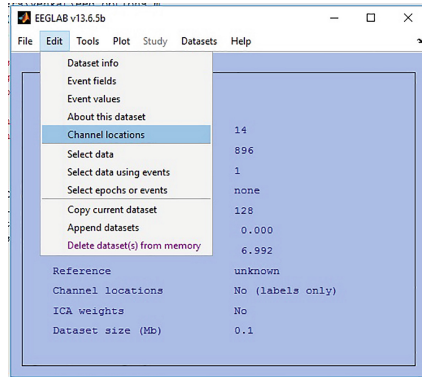 EEGLAB v13.6.5b
File Edit Tools Plot Study Datasets Help
Dataset info
Event fields
Event values
About this dataset
Channel locations
14
Select data
896
Select data using events
1
Select epochs or events
none
Copy current dataset
128
Append datasets
0.000
Delete dataset(s) from memory
6.992
Reference unknown
Channel locations No (labels only)
ICA weights No
Dataset size (Mb) 0.1